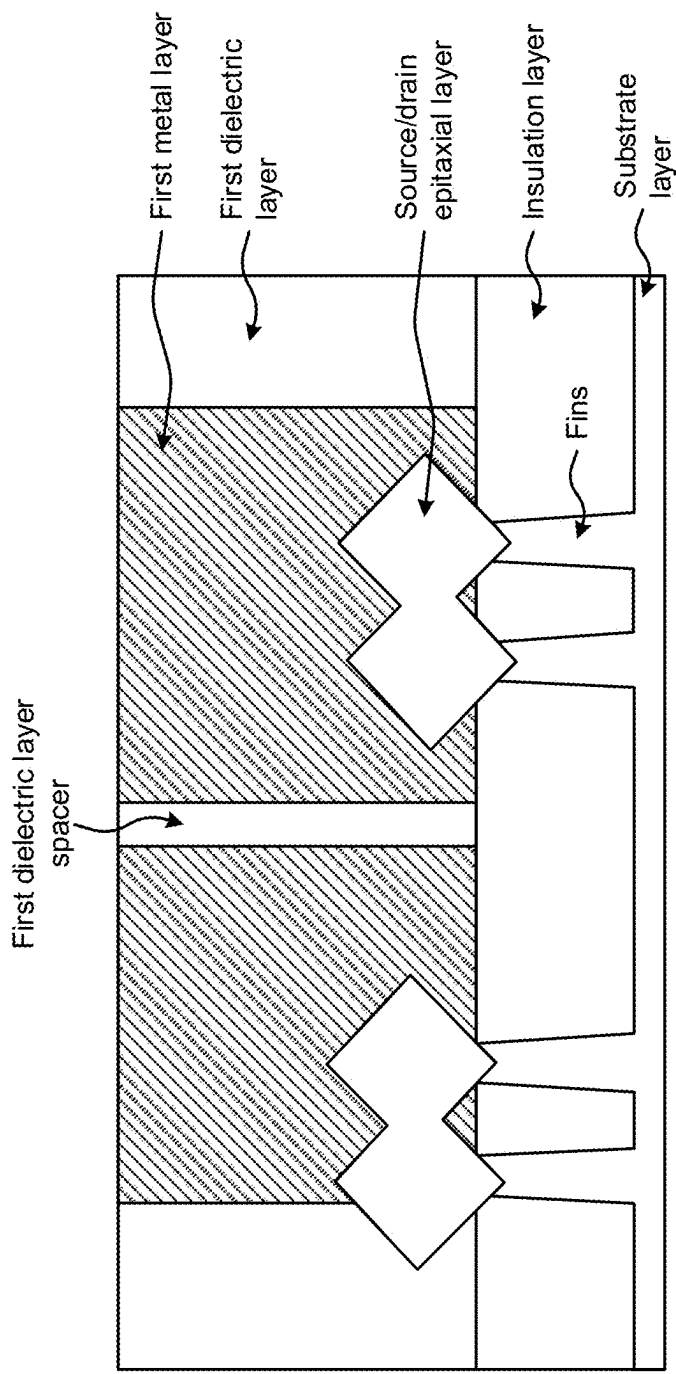 First dielectric layer
spacer
First metal layer
First dielectric
layer
Source/drain
epitaxial layer
Insulation layer
Fins
Substrate
layer